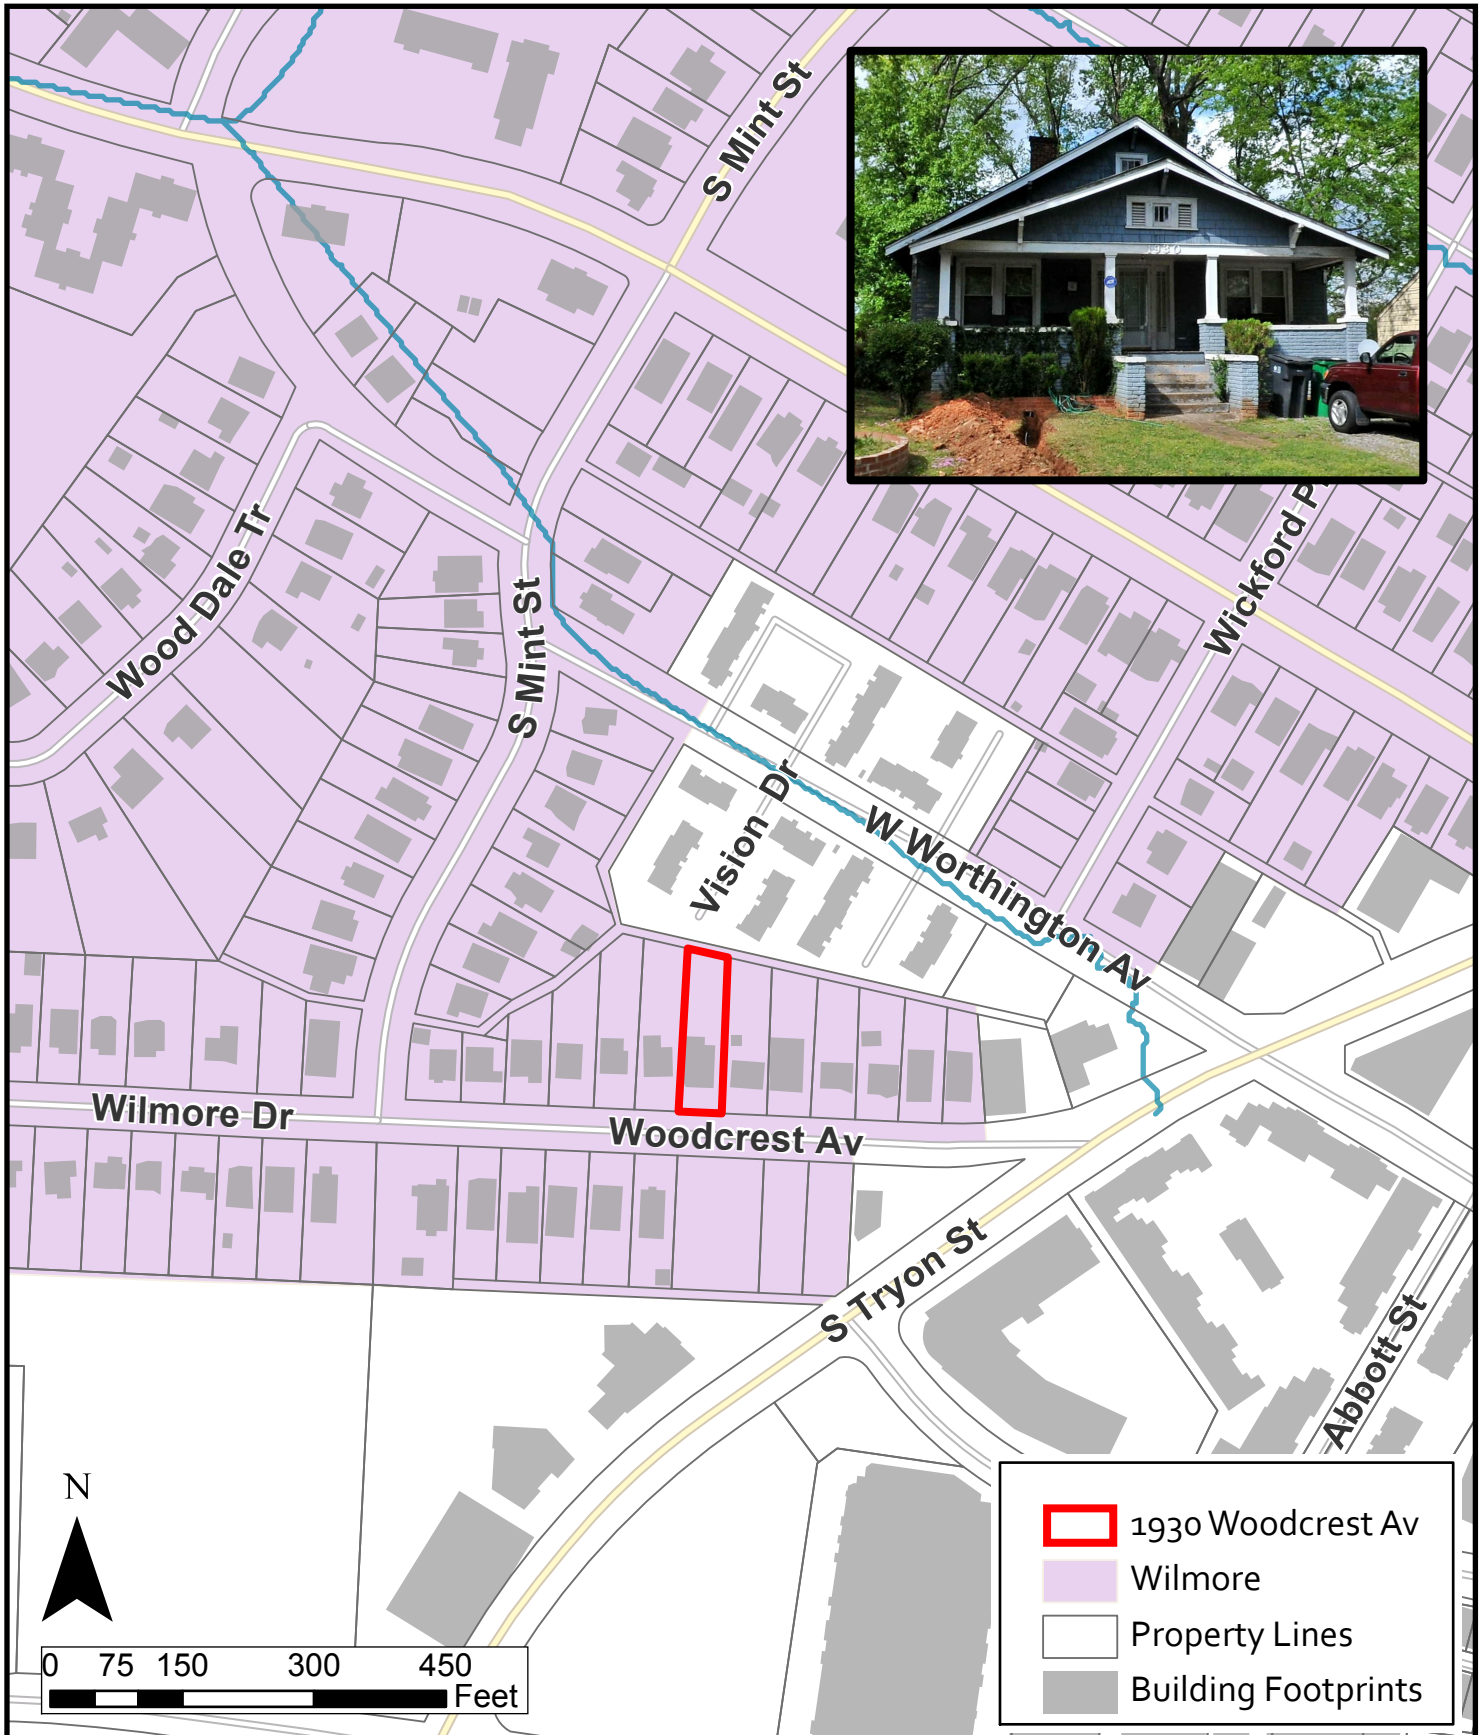 S Mint St
1930
Wickford P
Wood Dale Tr
S Mint St
Vision Dr
W Worthington Av
Wilmore Dr
Woodcrest Av
S Tryon St
Abbott St
N
0 75 150 300 450
Feet
1930 Woodcrest Av
Wilmore
Property Lines
Building Footprints